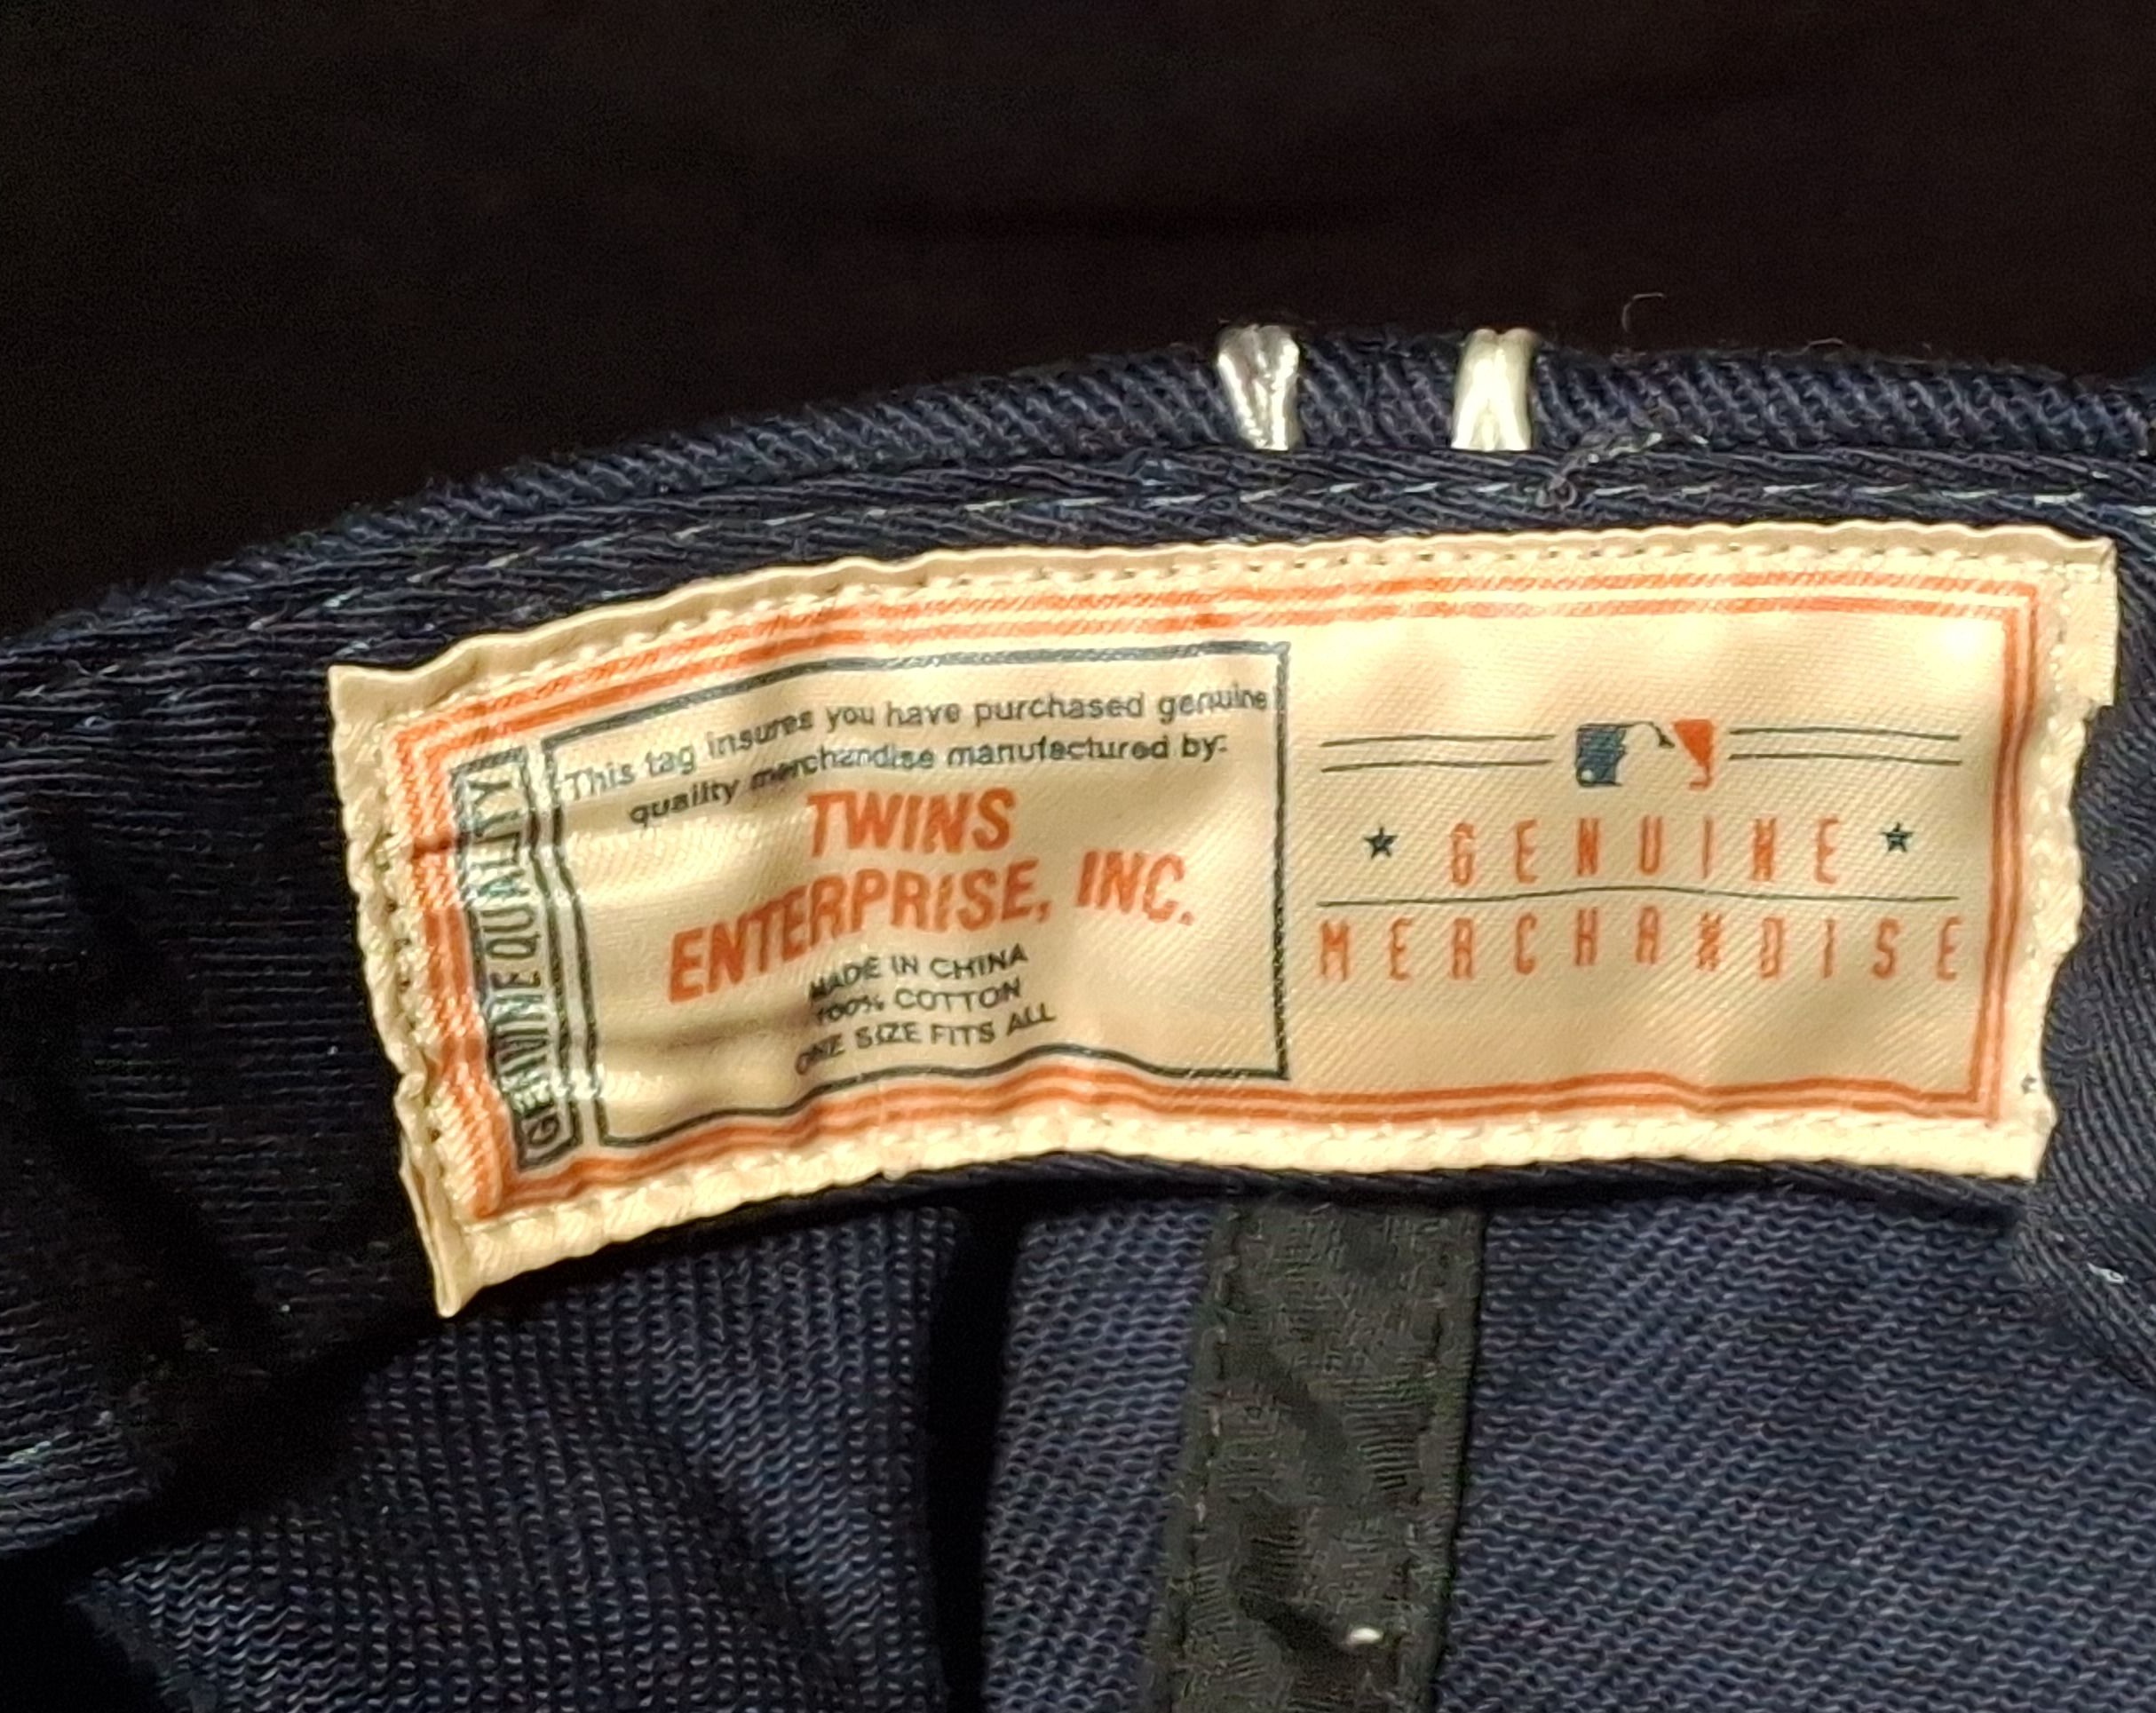 GENUINE QUALITY
This tag insures you have purchased genuine
quality merchandise manufactured by:
TWINS
ENTERPRISE, INC.
MADE IN CHINA
100% COTTON
ONE SIZE FITS ALL
★ GENUINE ★
MERCHANDISE